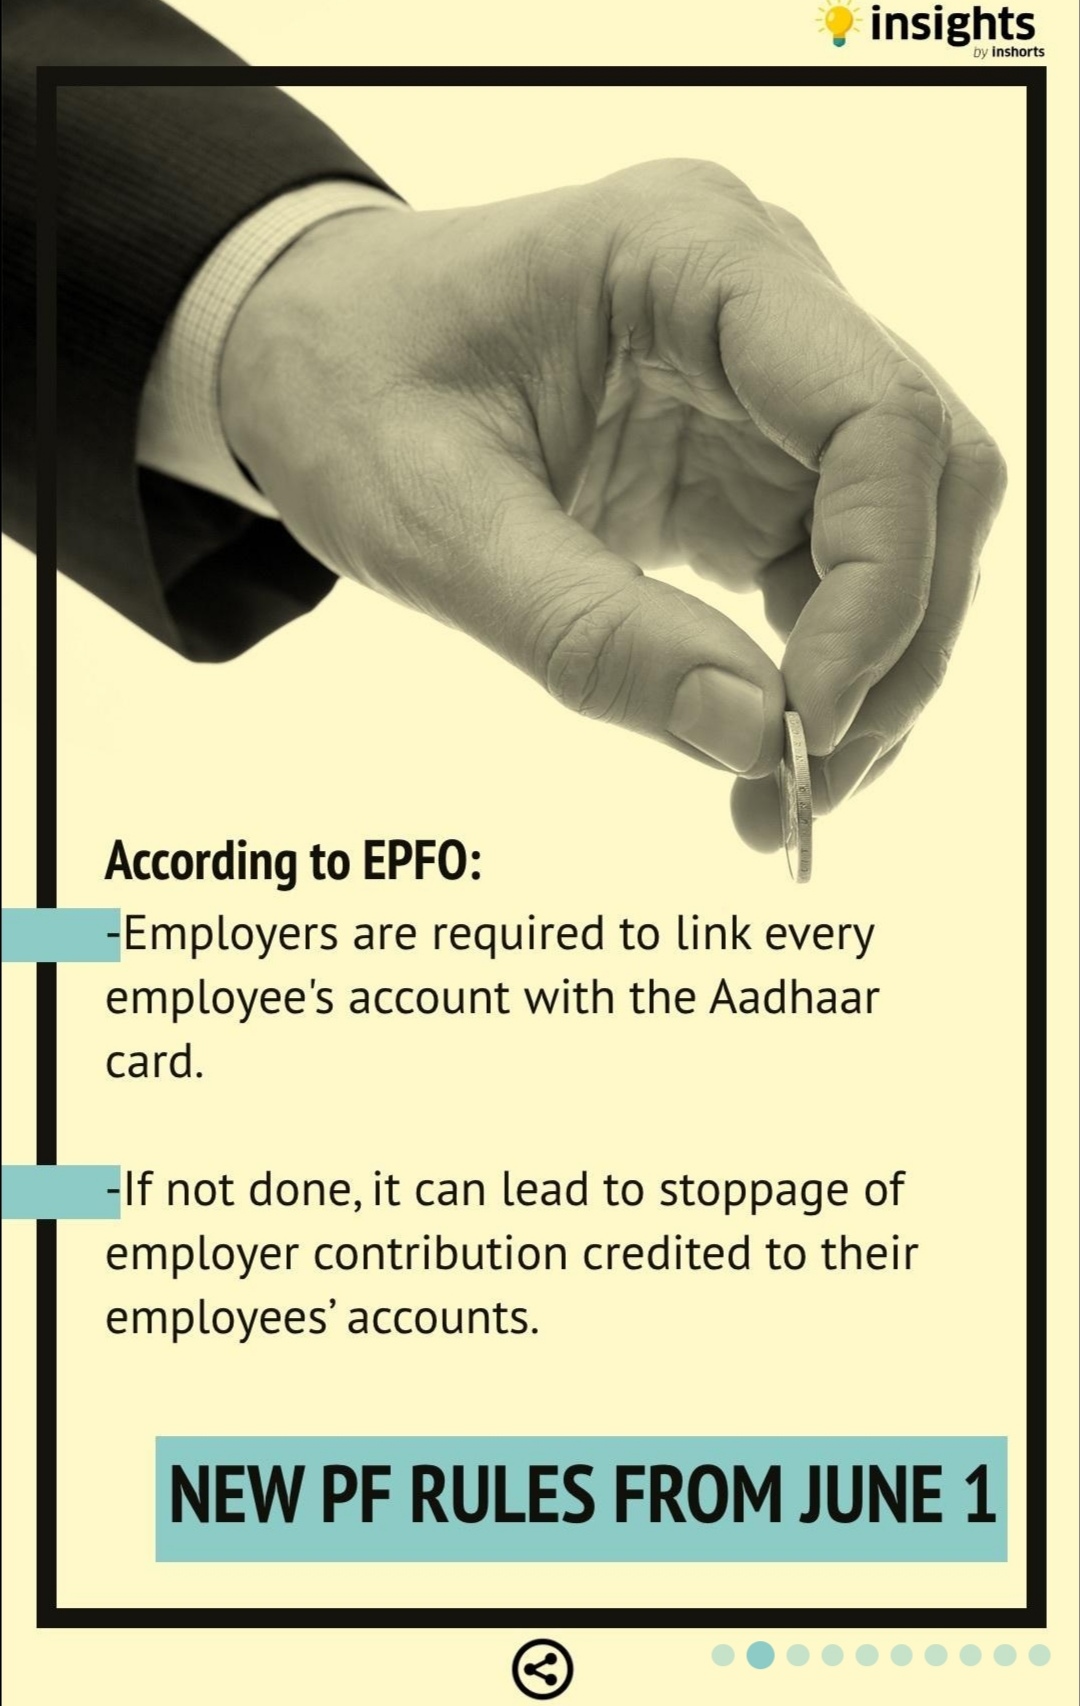 insights
by inshorts
According to EPFO:
-Employers are required to link every
employee's account with the Aadhaar
card.
-If not done, it can lead to stoppage of
employer contribution credited to their
employees’ accounts.
NEW PF RULES FROM JUNE 1